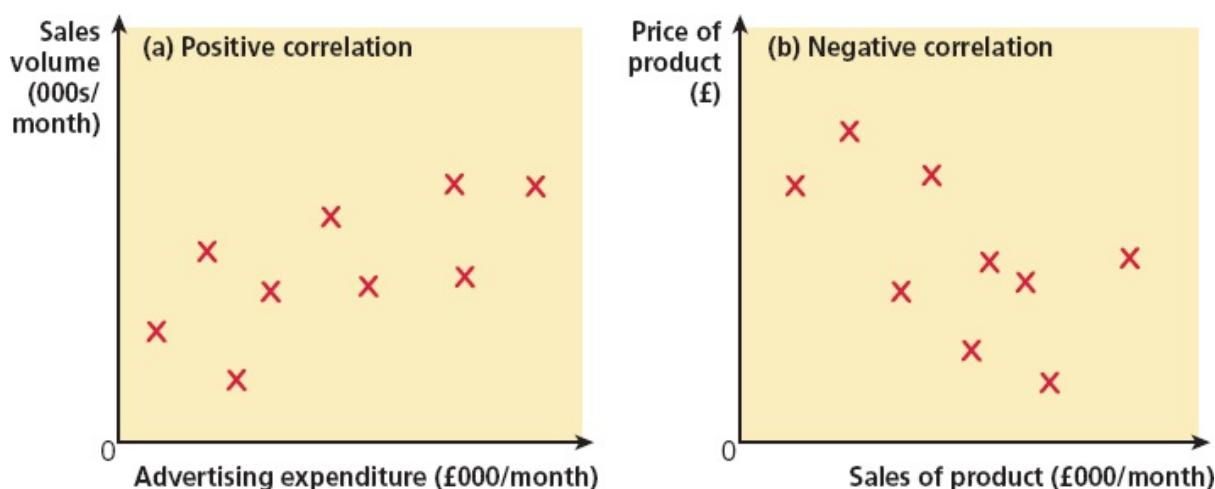 Sales
volume
(000s/
month)
(a) Positive correlation
0
Advertising expenditure (£000/month)
Price of
product
(£)
(b) Negative correlation
0
Sales of product (£000/month)